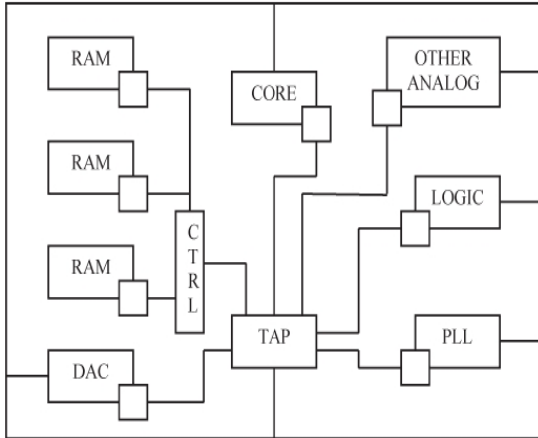 RAM
CORE
OTHER
ANALOG
RAM
LOGIC
RAM
C
T
R
L
TAP
PLL
DAC